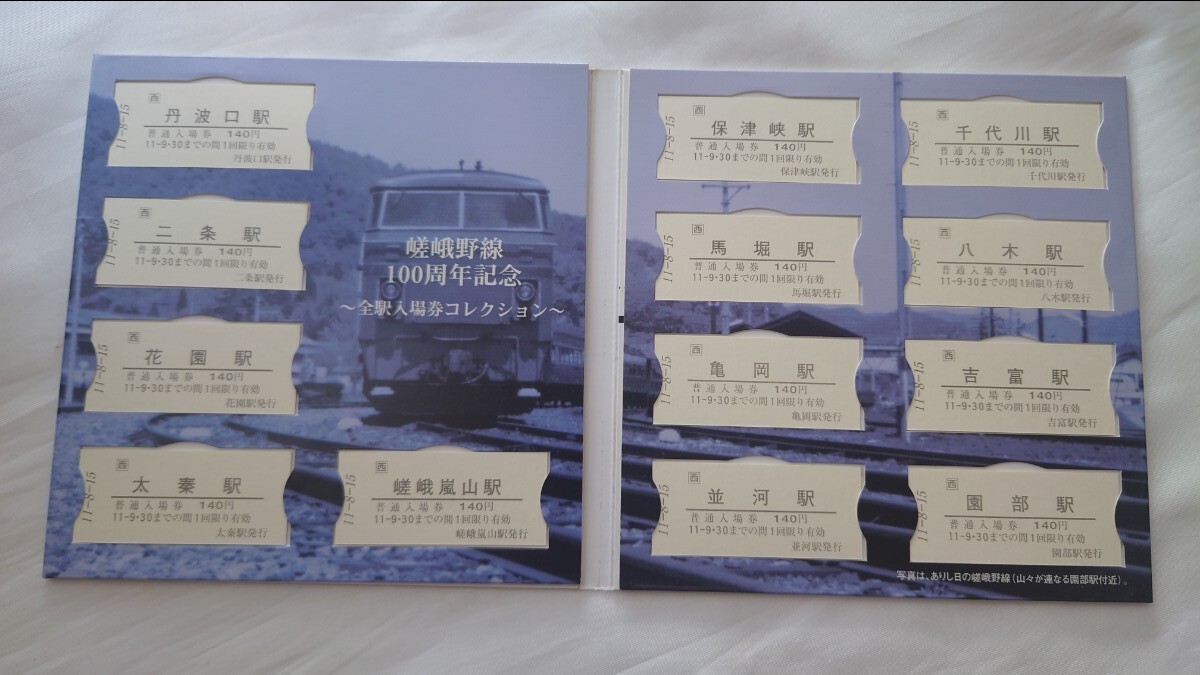 11-8-15
西
丹波口駅
普通入場券 140円
11-9・30までの間1回限り有効
丹波口駅発行
11-8-15
西
二条駅
普通入場券 140円
11-9・30までの間1回限り有効
二条駅発行
11-8-15
西
花園駅
普通入場券 140円
11-9・30までの間1回限り有効
花園駅発行
11-8-15
西
太秦駅
普通入場券 140円
11-9・30までの間1回限り有効
太秦駅発行
嵯峨野線
100周年記念
〜全駅入場券コレクション〜
11-8-15
西
嵯峨嵐山駅
普通入場券 140円
11-9・30までの間1回限り有効
嵯峨嵐山駅発行
11-8-15
西
保津峡駅
普通入場券 140円
11-9・30までの間1回限り有効
保津峡駅発行
11-8-15
西
馬堀駅
普通入場券 140円
11-9・30までの間1回限り有効
馬堀駅発行
11-8-15
西
亀岡駅
普通入場券 140円
11-9・30までの間1回限り有効
亀岡駅発行
11-8-15
西
並河駅
普通入場券 140円
11-9・30までの間1回限り有効
並河駅発行
11-8-15
西
千代川駅
普通入場券 140円
11-9・30までの間1回限り有効
千代川駅発行
11-8-15
西
八木駅
普通入場券 140円
11-9・30までの間1回限り有効
八木駅発行
11-8-15
西
吉富駅
普通入場券 140円
11-9・30までの間1回限り有効
吉富駅発行
11-8-15
西
園部駅
普通入場券 140円
11-9・30までの間1回限り有効
園部駅発行
写真は、ありし日の嵯峨野線(山々が連なる園部駅付近)。